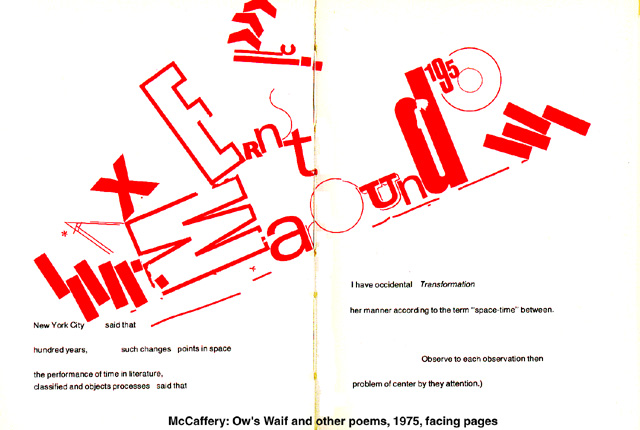 195
x ERnst
M a o und
New York City said that
hundred years, such changes points in space
the performance of time in literature,
classified and objects processes said that
I have occidental Transformation
her manner according to the term "space-time" between.
Observe to each observation then
problem of center by they attention.)
McCaffery: Ow's Waif and other poems, 1975, facing pages